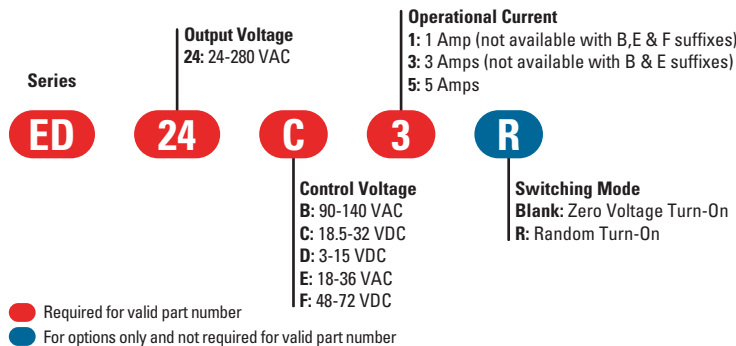 Operational Current
1: 1 Amp (not available with B,E & F suffixes)
3: 3 Amps (not available with B & E suffixes)
5: 5 Amps
Output Voltage
24: 24-280 VAC
Series
ED
24
C
3
R
Control Voltage
B: 90-140 VAC
C: 18.5-32 VDC
D: 3-15 VDC
E: 18-36 VAC
F: 48-72 VDC
Switching Mode
Blank: Zero Voltage Turn-On
R: Random Turn-On
Required for valid part number
For options only and not required for valid part number